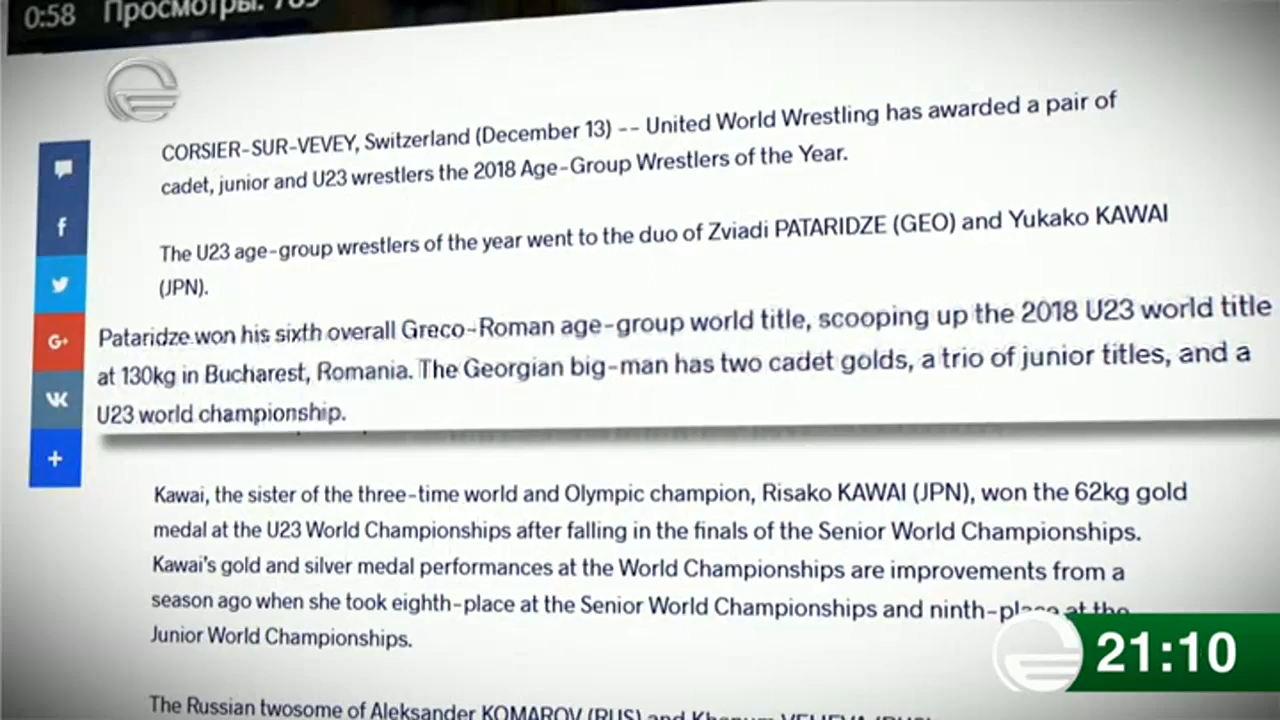 0:58 Просмотры:
CORSIER-SUR-VEVEY, Switzerland (December 13) -- United World Wrestling has awarded a pair of
cadet, junior and U23 wrestlers the 2018 Age-Group Wrestlers of the Year.
The U23 age-group wrestlers of the year went to the duo of Zviadi PATARIDZE (GEO) and Yukako KAWAI
(JPN).
Pataridze won his sixth overall Greco-Roman age-group world title, scooping up the 2018 U23 world title
at 130kg in Bucharest, Romania. The Georgian big-man has two cadet golds, a trio of junior titles, and a
U23 world championship.
Kawai, the sister of the three-time world and Olympic champion, Risako KAWAI (JPN), won the 62kg gold
medal at the U23 World Championships after falling in the finals of the Senior World Championships.
Kawai's gold and silver medal performances at the World Championships are improvements from a
season ago when she took eighth-place at the Senior World Championships and ninth-place at the
Junior World Championships.
The Russian twosome of Aleksander KOMAROV (RUS) and
21:10